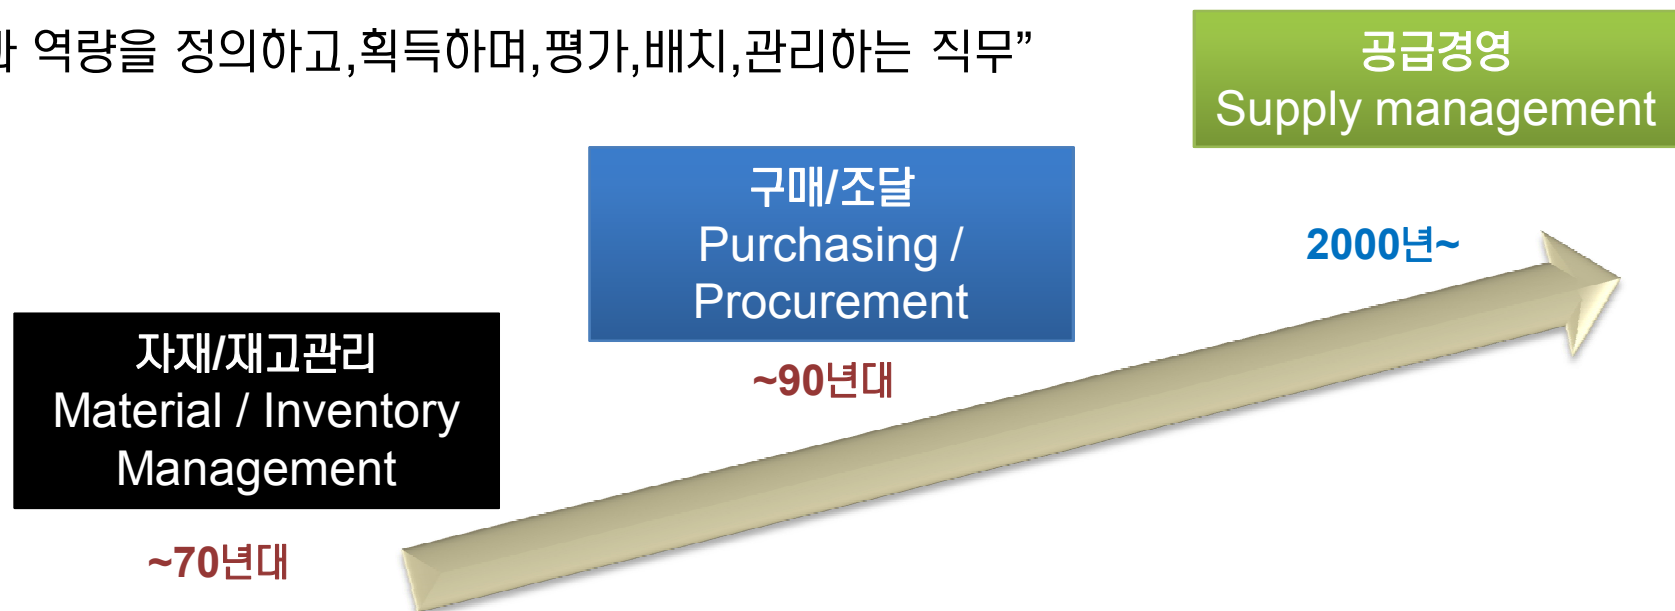 역량을 정의하고,획득하며,평가,배치,관리하는 직무”
공급경영
Supply management
구매/조달
Purchasing /
Procurement
2000년~
자재/재고관리
Material / Inventory
Management
~90년대
~70년대